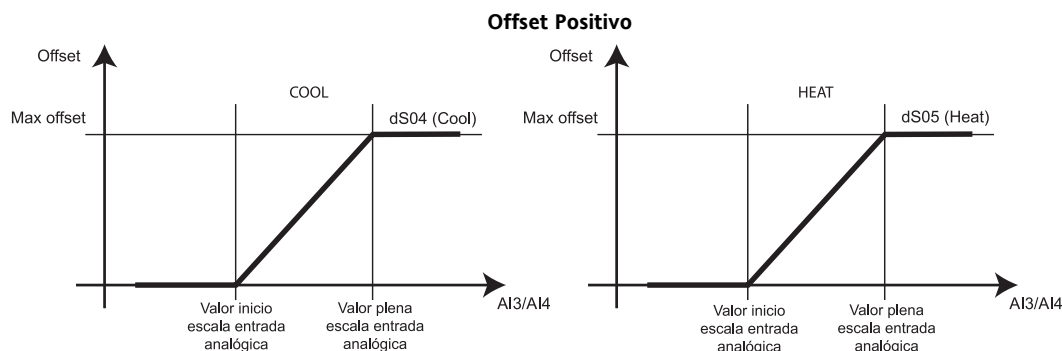 Offset Positivo
Offset
COOL
Max offset
dS04 (Cool)
AI3/AI4
Valor inicio
escala entrada
analógica
Valor plena
escala entrada
analógica
Offset
HEAT
Max offset
dS05 (Heat)
AI3/AI4
Valor inicio
escala entrada
analógica
Valor plena
escala entrada
analógica